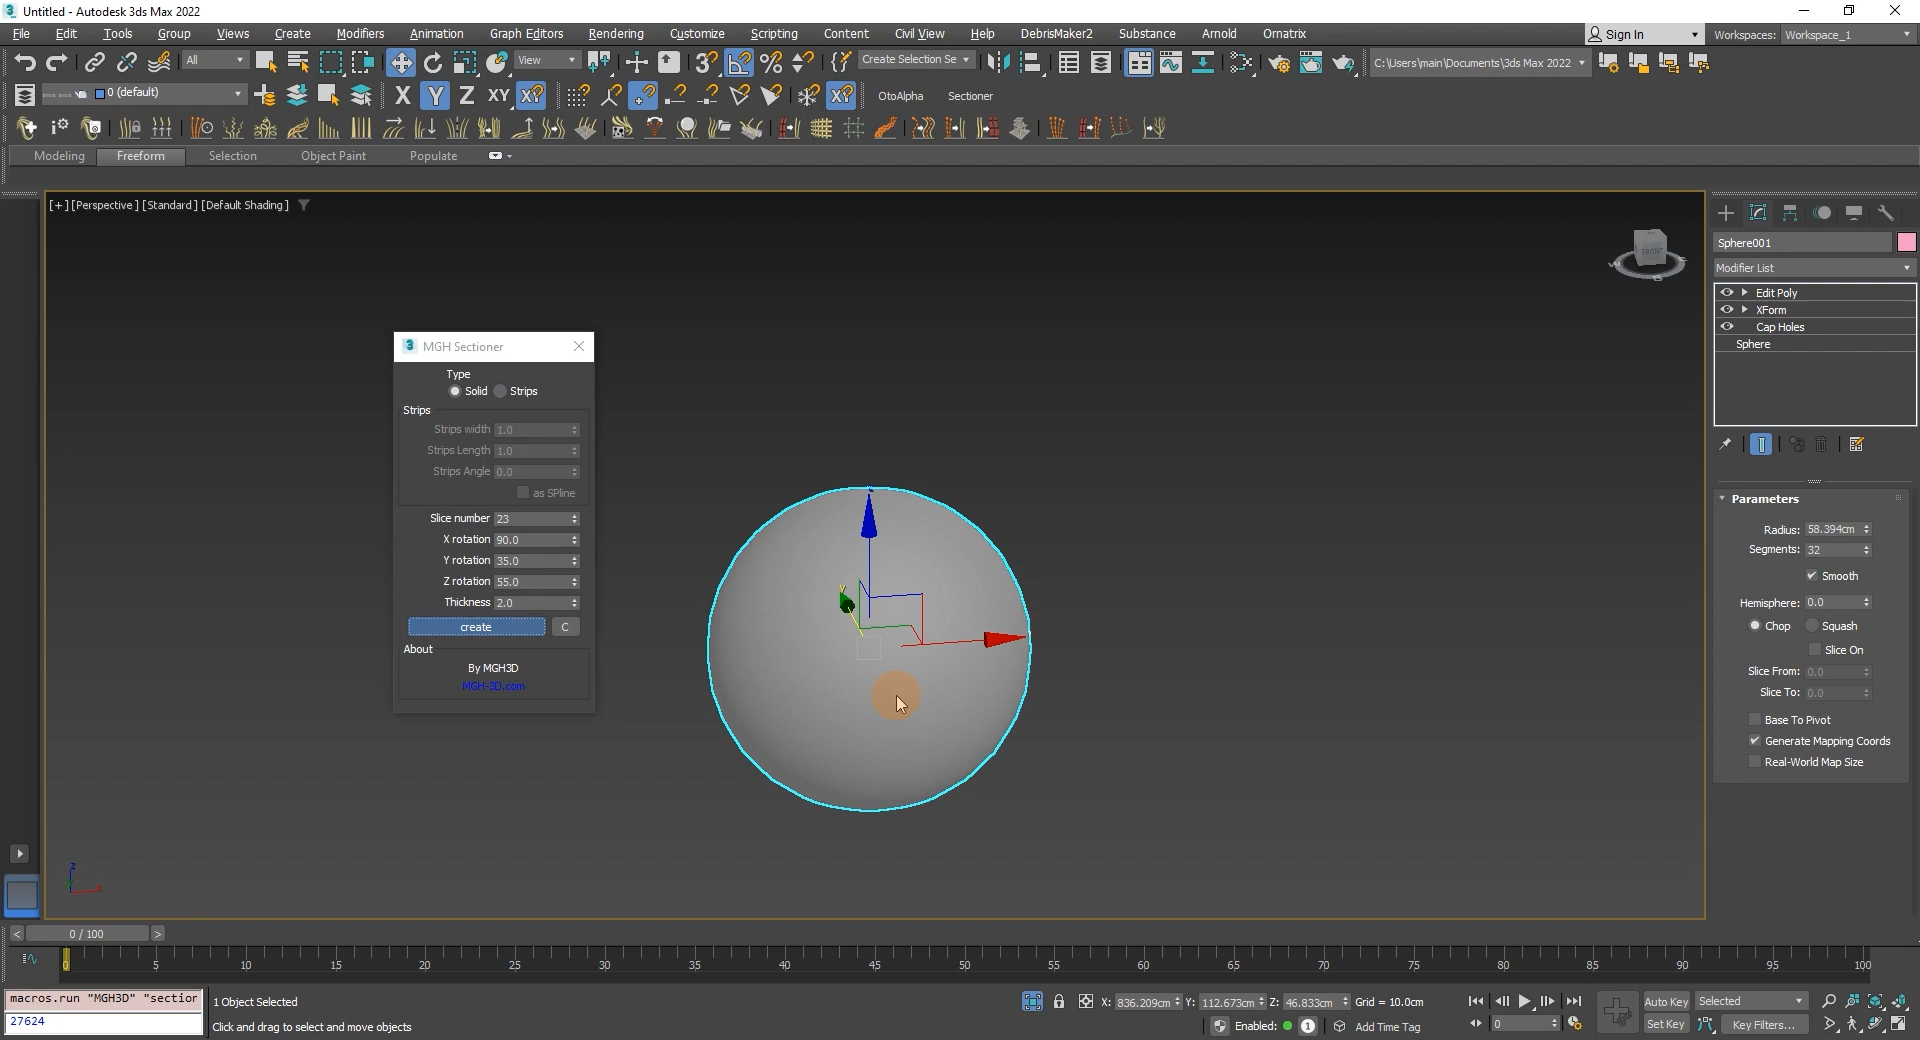 Untitled - Autodesk 3ds Max 2022
File Edit Tools Group Views Create Modifiers Animation Graph Editors Rendering Customize Scripting Content Civil View Help DebrisMaker2 Substance Arnold Ornatrix Sign In Workspaces: Workspace_1
All View Create Selection Se C:\Users\main\Documents\3ds Max 2022
0 (default) X Y Z XY OtoAlpha Sectioner
Modeling Freeform Selection Object Paint Populate
[+] [Perspective] [Standard] [Default Shading]
FRONT
Sphere001
Modifier List
Edit Poly
XForm
Cap Holes
Sphere
MGH Sectioner
Type
Solid Strips
Strips
Strips width 1.0
Strips Length 1.0
Strips Angle 0.0
as SPline
Slice number 23
X rotation 90.0
Y rotation 35.0
Z rotation 55.0
Thickness 2.0
create C
About
By MGH3D
MGH-3D.com
Parameters
Radius: 58.394cm
Segments: 32
Smooth
Hemisphere: 0.0
Chop Squash
Slice On
Slice From: 0.0
Slice To: 0.0
Base To Pivot
Generate Mapping Coords
Real-World Map Size
0 / 100
0 5 10 15 20 25 30 35 40 45 50 55 60 65 70 75 80 85 90 95 100
macros.run "MGH3D" "section
27624
1 Object Selected
Click and drag to select and move objects
X: 836.209cm Y: 112.673cm Z: 46.833cm Grid = 10.0cm
Enabled: 1 Add Time Tag
0
Auto Key Selected
Set Key Key Filters...